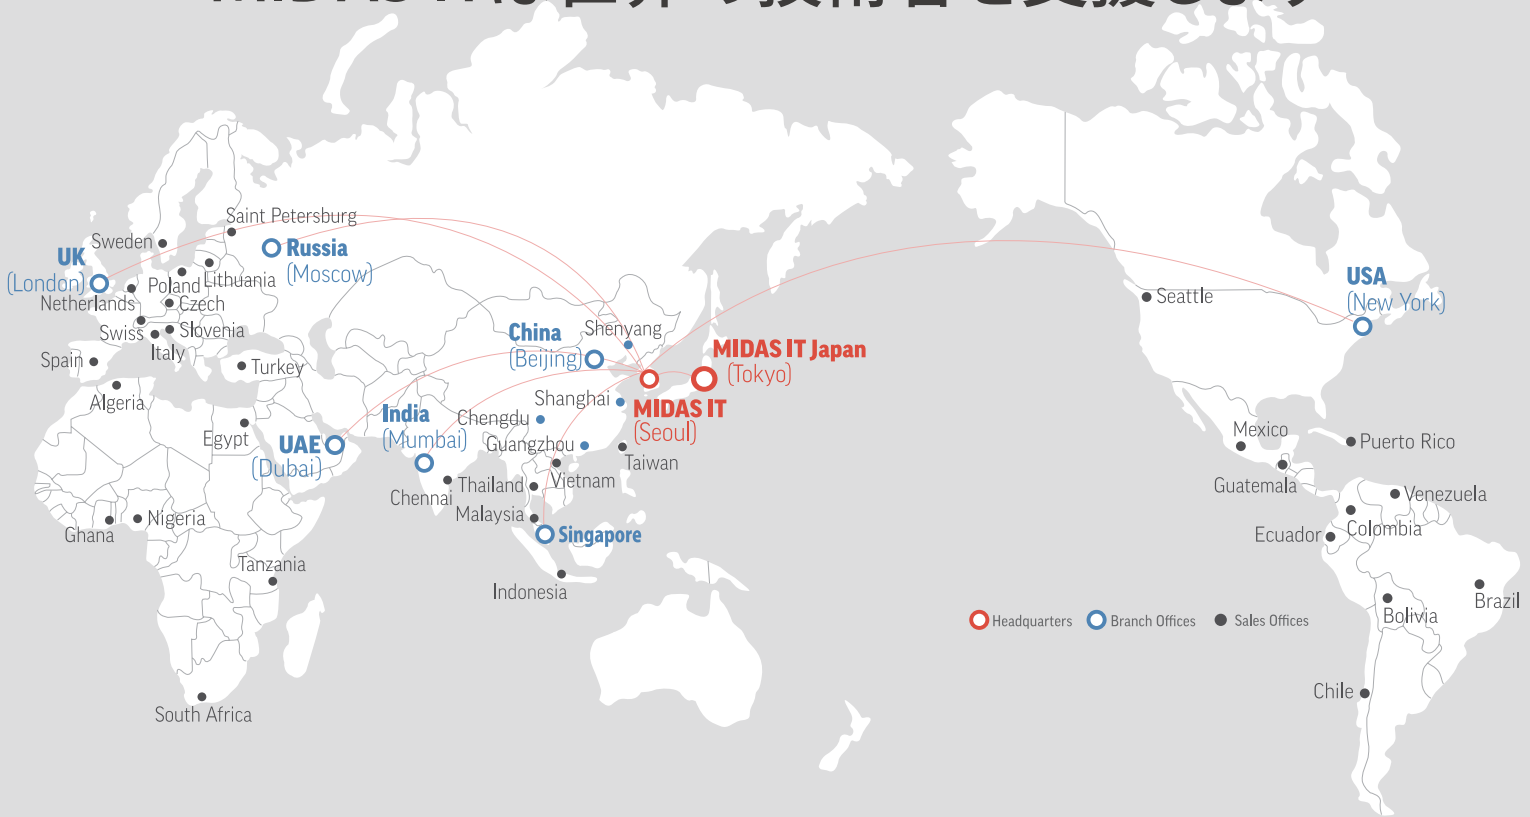 Saint Petersburg
Sweden
Russia
(Moscow)
UK
(London)
Poland
Lithuania
Netherlands
Czech
Swiss
Slovenia
Italy
Spain
Turkey
Algeria
Egypt
UAE
(Dubai)
India
(Mumbai)
China
(Beijing)
Shenyang
MIDAS IT Japan
(Tokyo)
Shanghai
MIDAS IT
(Seoul)
Chengdu
Guangzhou
Taiwan
Chennai
Thailand
Vietnam
Malaysia
Singapore
Indonesia
Ghana
Nigeria
Tanzania
South Africa
USA
(New York)
Seattle
Mexico
Puerto Rico
Guatemala
Venezuela
Ecuador
Colombia
Brazil
Bolivia
Chile
Headquarters
Branch Offices
Sales Offices